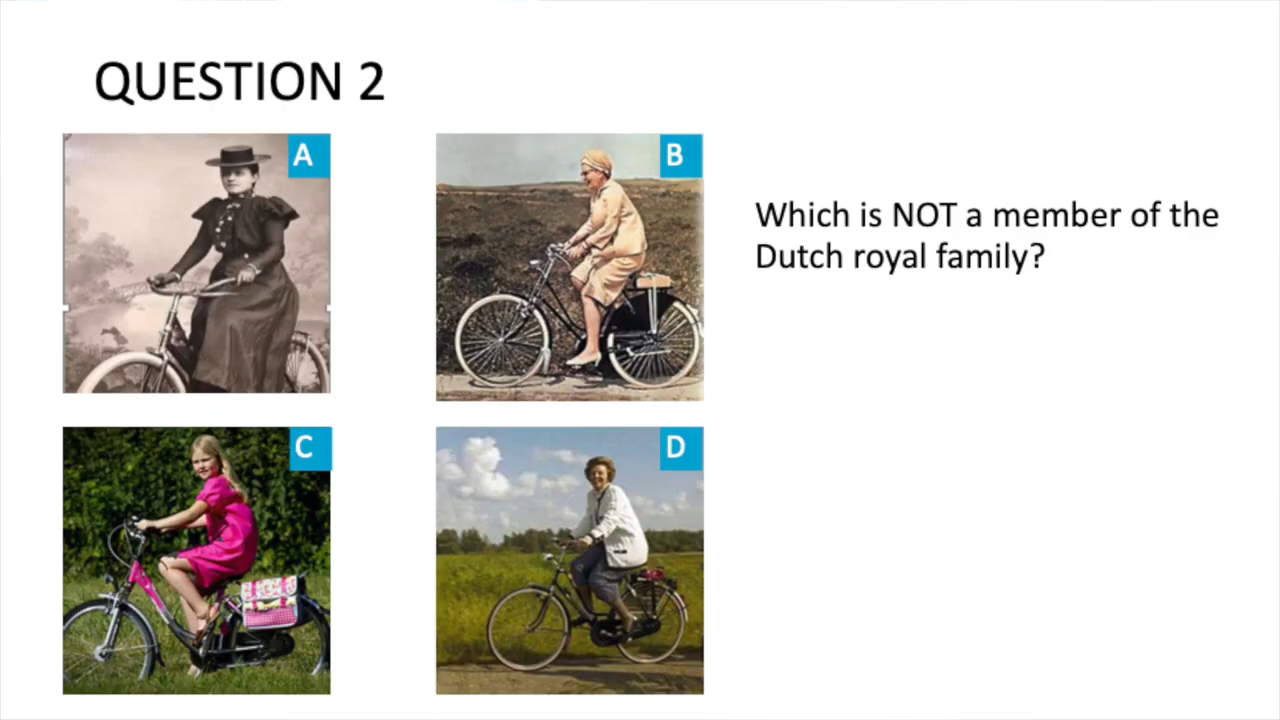 QUESTION 2
A
B
Which is NOT a member of the
Dutch royal family?
C
D